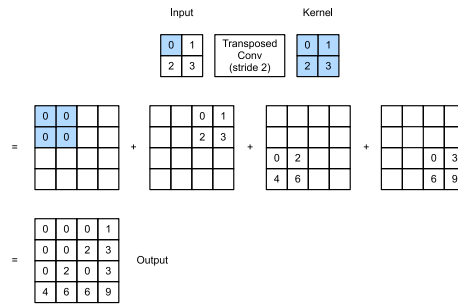 Input Kernel
0 1 Transposed 0 1
Conv
2 3 (stride 2) 2 3
0 0 0 1
0 0 2 3
= + + +
0 2 0 3
4 6 6 9
0 0 0 1
0 0 2 3
= Output
0 2 0 3
4 6 6 9